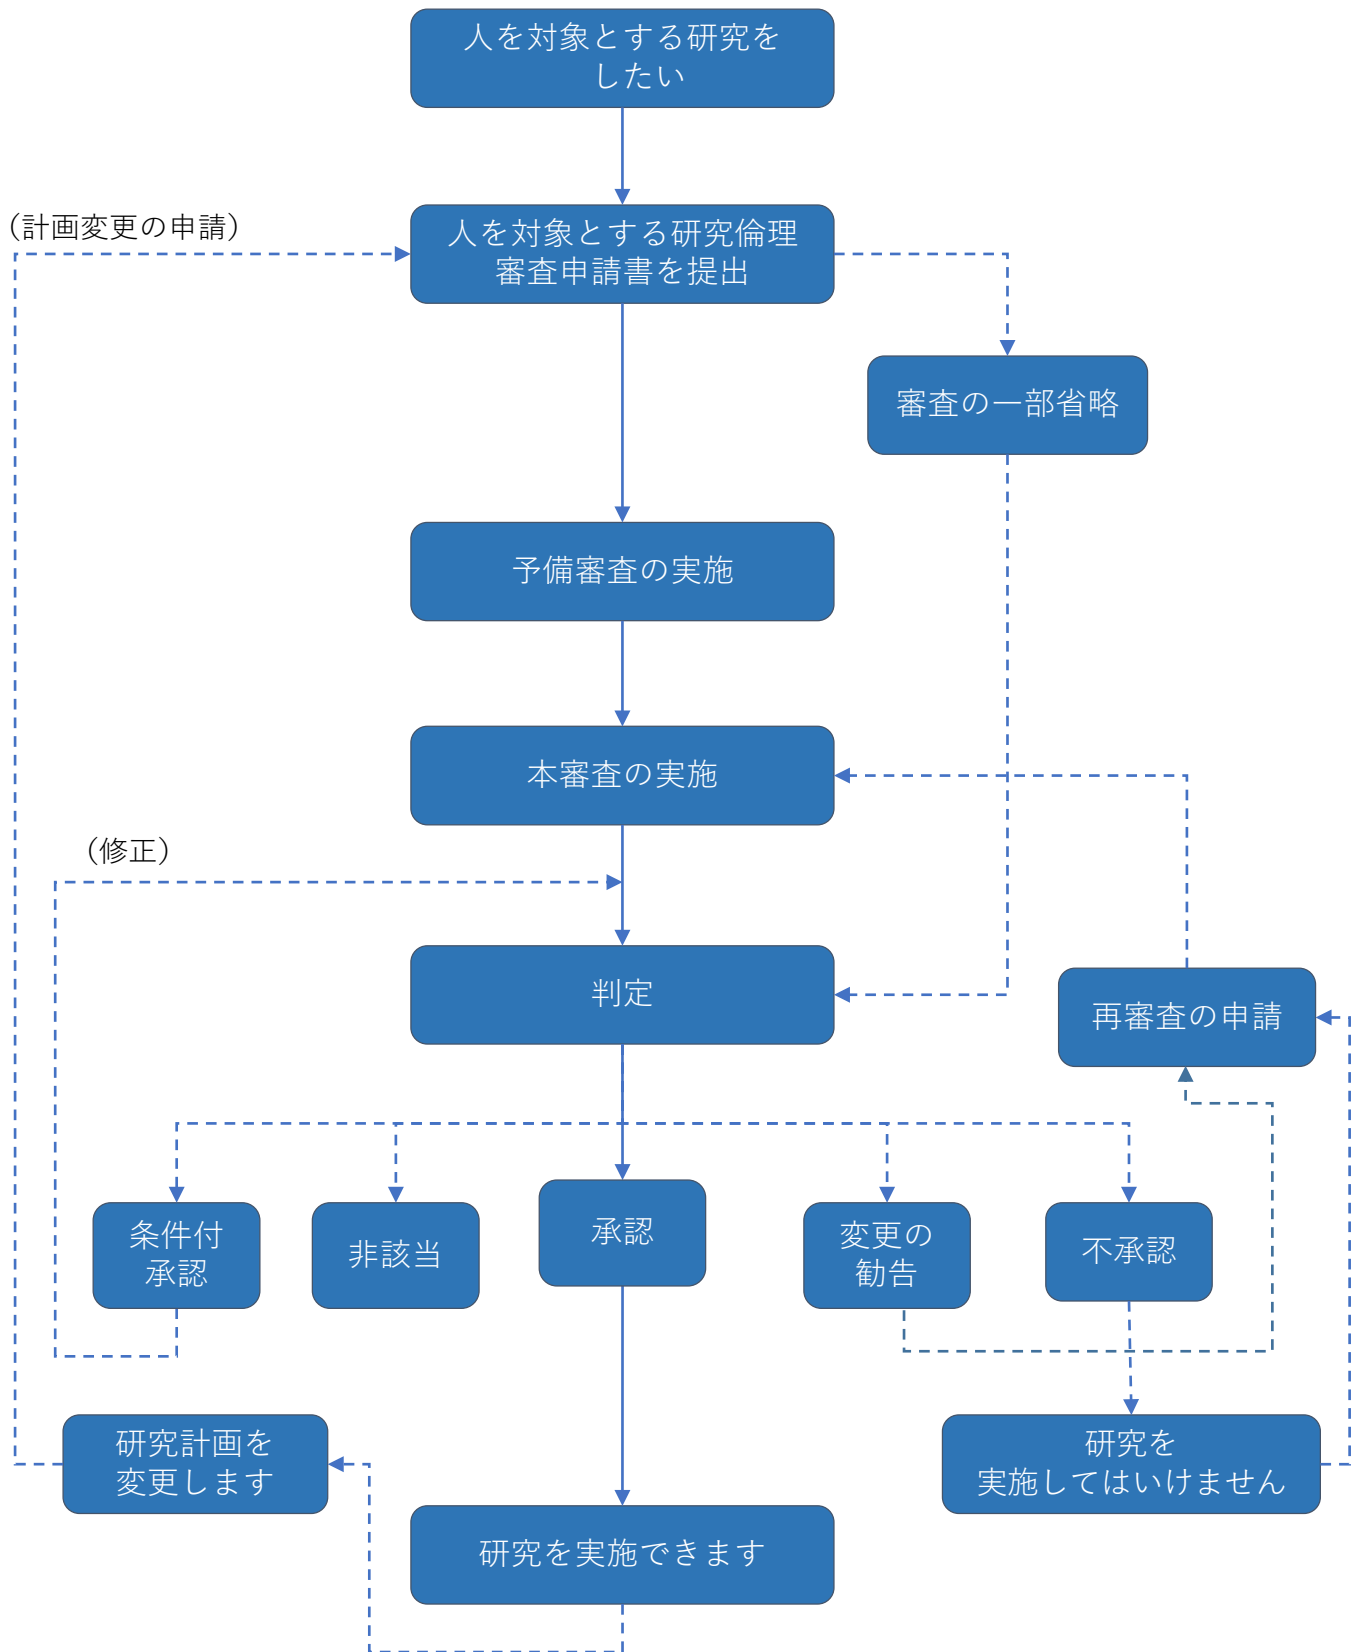 人を対象とする研究を
したい
（計画変更の申請）
人を対象とする研究倫理
審査申請書を提出
審査の一部省略
予備審査の実施
本審査の実施
（修正）
判定
再審査の申請
条件付
承認
非該当
承認
変更の
勧告
不承認
研究計画を
変更します
研究を
実施してはいけません
研究を実施できます